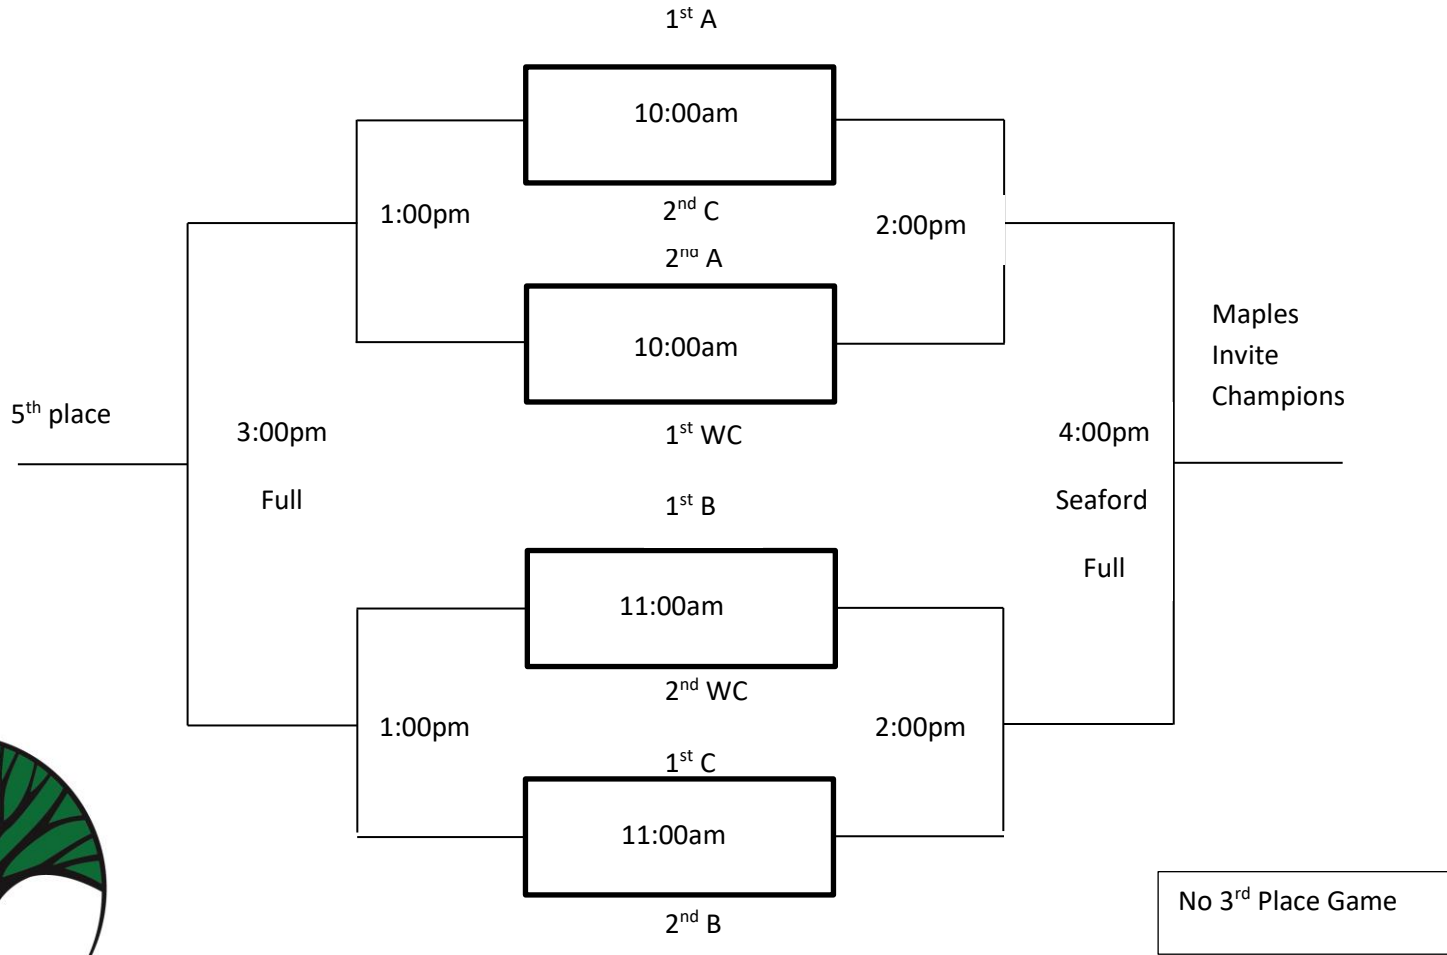 1st A
10:00am
1:00pm
2nd C
2:00pm
2nd A
10:00am
Maples
Invite
Champions
5th place
3:00pm
1st WC
4:00pm
Full
1st B
Seaford
Full
11:00am
2nd WC
1:00pm
2:00pm
1st C
11:00am
2nd B
No 3rd Place Game